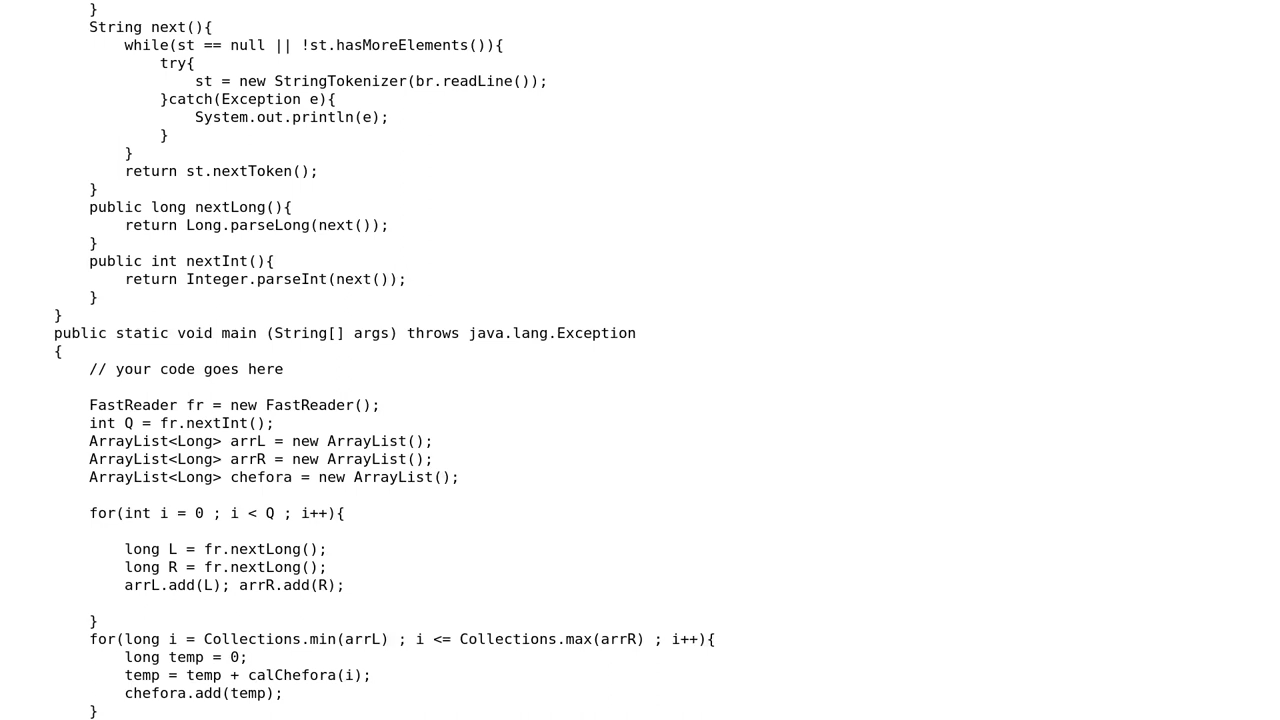 }
String next(){
while(st == null || !st.hasMoreElements()){
try{
st = new StringTokenizer(br.readLine());
}catch(Exception e){
System.out.println(e);
}
}
return st.nextToken();
}
public long nextLong(){
return Long.parseLong(next());
}
public int nextInt(){
return Integer.parseInt(next());
}
}
public static void main (String[] args) throws java.lang.Exception
{
// your code goes here
FastReader fr = new FastReader();
int Q = fr.nextInt();
ArrayList<Long> arrL = new ArrayList();
ArrayList<Long> arrR = new ArrayList();
ArrayList<Long> chefora = new ArrayList();
for(int i = 0 ; i < Q ; i++){
long L = fr.nextLong();
long R = fr.nextLong();
arrL.add(L); arrR.add(R);
}
for(long i = Collections.min(arrL) ; i <= Collections.max(arrR) ; i++){
long temp = 0;
temp = temp + calChefora(i);
chefora.add(temp);
}